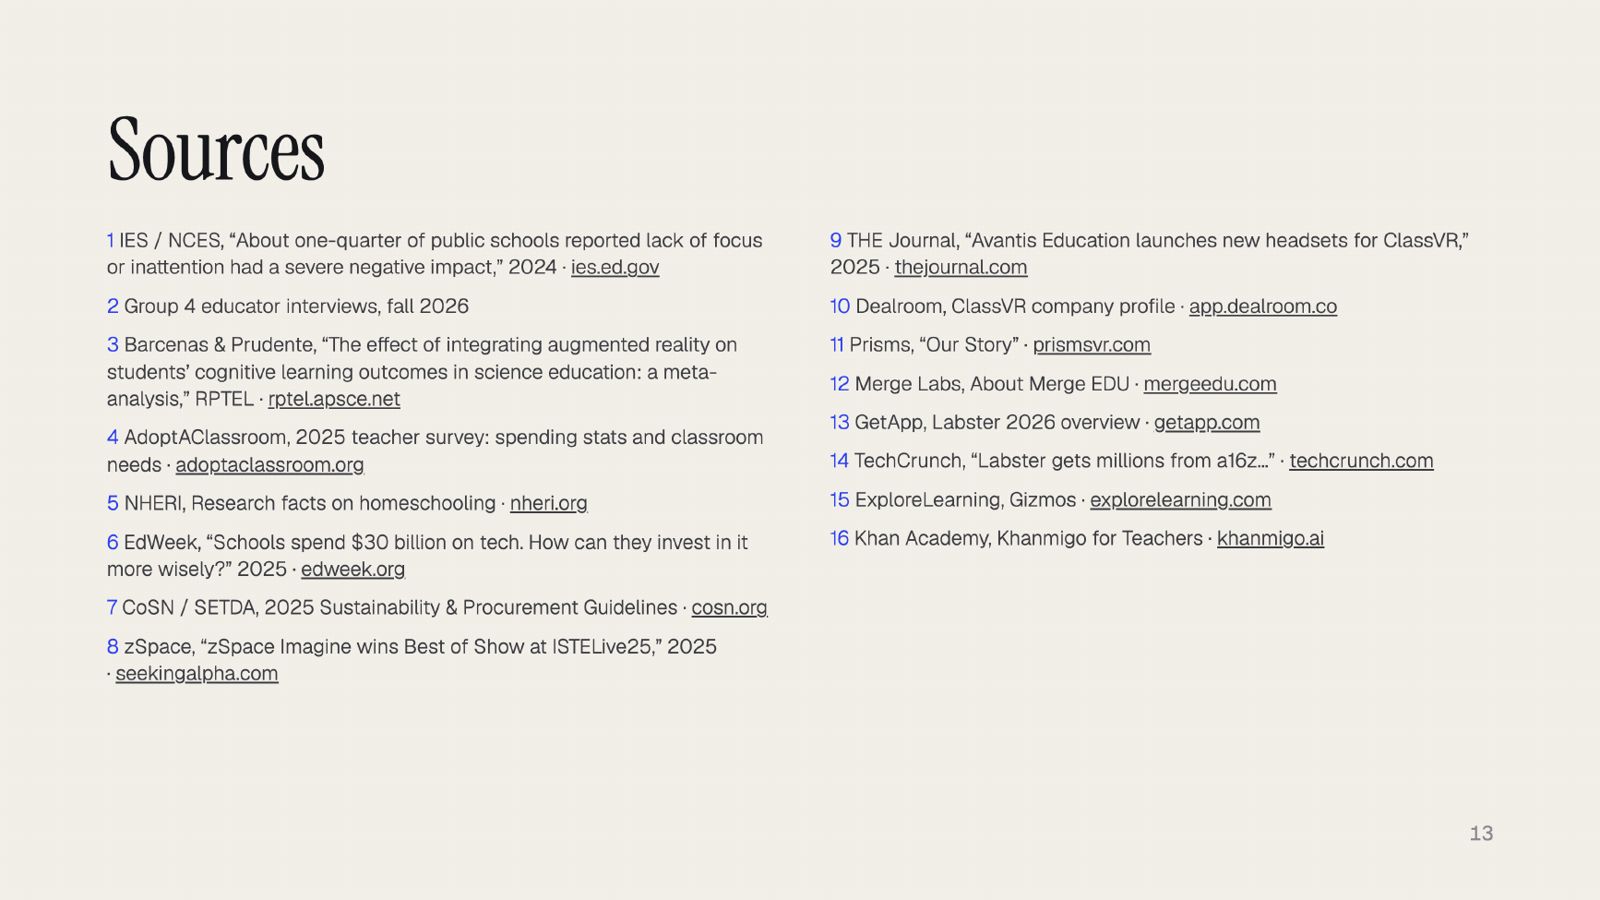 Sources
1 IES / NCES, “About one-quarter of public schools reported lack of focus
or inattention had a severe negative impact,” 2024 · ies.ed.gov
2 Group 4 educator interviews, fall 2026
3 Barcenas & Prudente, “The effect of integrating augmented reality on
students’ cognitive learning outcomes in science education: a meta-
analysis,” RPTEL · rptel.apsce.net
4 AdoptAClassroom, 2025 teacher survey: spending stats and classroom
needs · adoptaclassroom.org
5 NHERI, Research facts on homeschooling · nheri.org
6 EdWeek, “Schools spend $30 billion on tech. How can they invest in it
more wisely?” 2025 · edweek.org
7 CoSN / SETDA, 2025 Sustainability & Procurement Guidelines · cosn.org
8 zSpace, “zSpace Imagine wins Best of Show at ISTELive25,” 2025
· seekingalpha.com
9 THE Journal, “Avantis Education launches new headsets for ClassVR,”
2025 · thejournal.com
10 Dealroom, ClassVR company profile · app.dealroom.co
11 Prisms, “Our Story” · prismsvr.com
12 Merge Labs, About Merge EDU · mergeedu.com
13 GetApp, Labster 2026 overview · getapp.com
14 TechCrunch, “Labster gets millions from a16z…” · techcrunch.com
15 ExploreLearning, Gizmos · explorelearning.com
16 Khan Academy, Khanmigo for Teachers · khanmigo.ai
13